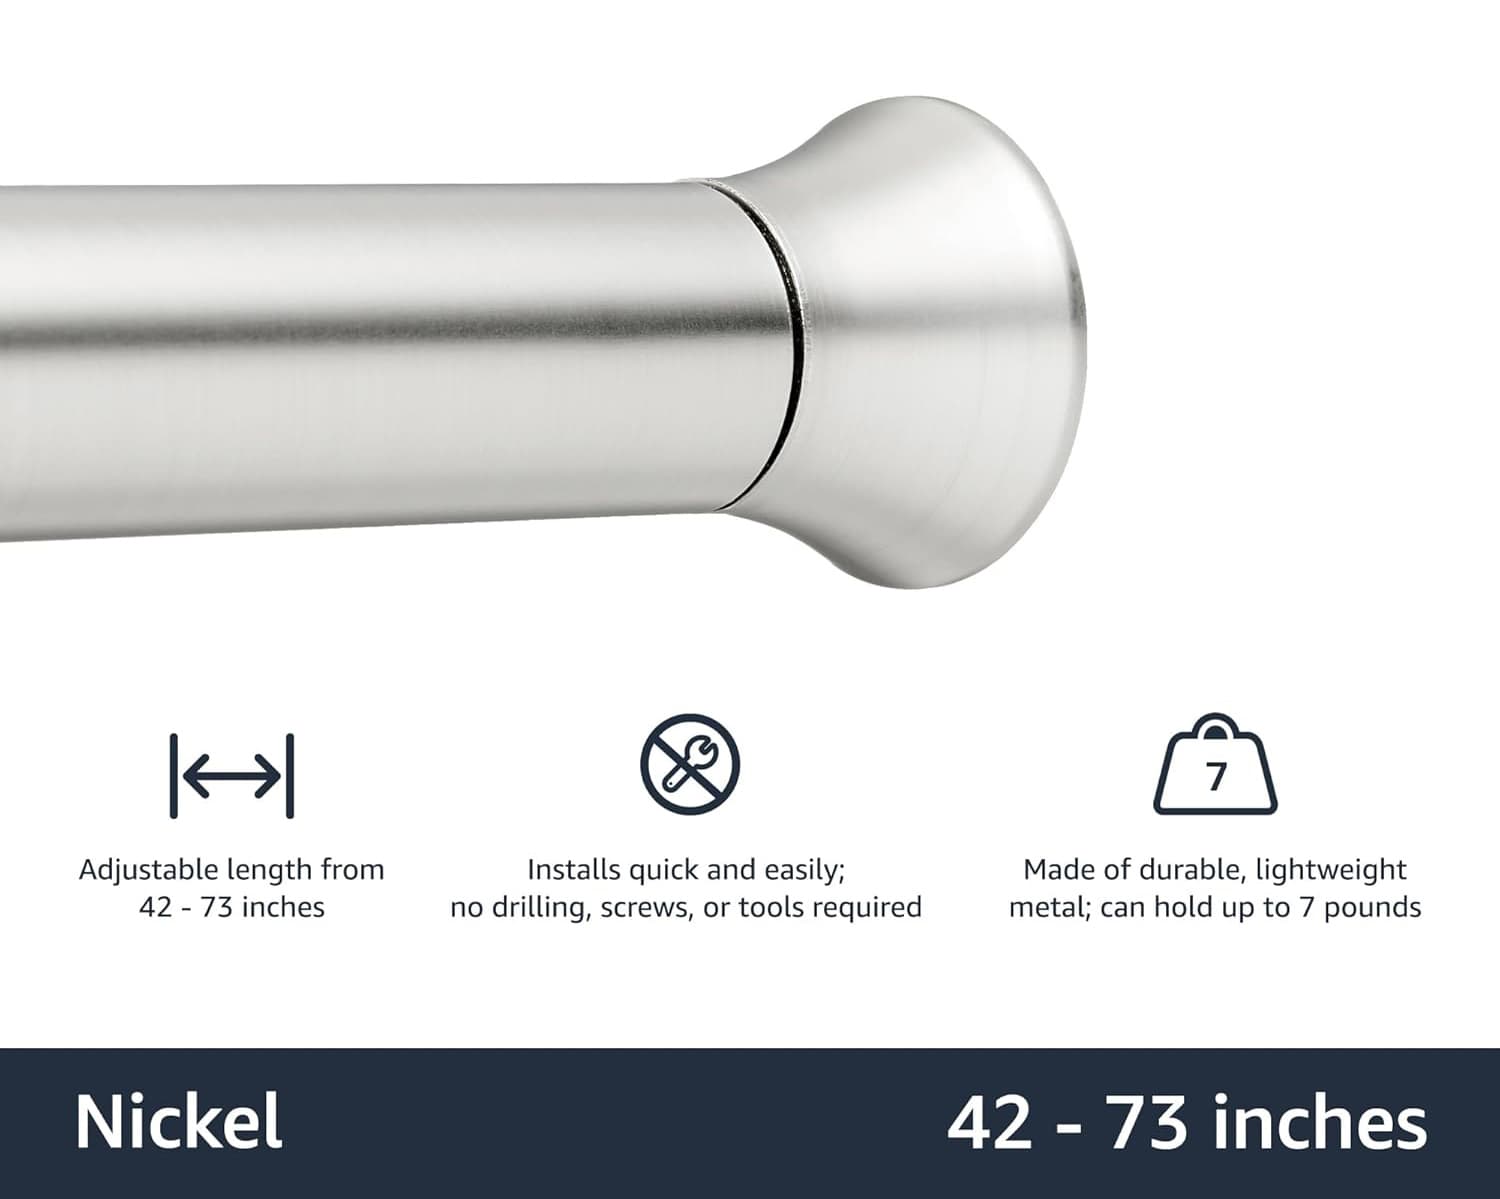 7
Adjustable length from
42 - 73 inches
Installs quick and easily;
no drilling, screws, or tools required
Made of durable, lightweight
metal; can hold up to 7 pounds
Nickel
42 - 73 inches